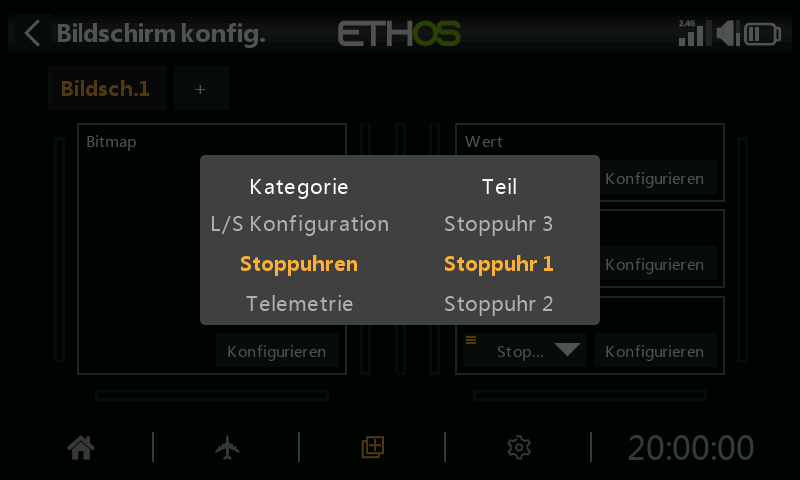 Bildschirm konfig.
ETHOS
2.4G
Bildsch.1
+
Bitmap
Wert
Kategorie
Teil
Konfigurieren
L/S Konfiguration
Stoppuhr 3
Stoppuhren
Stoppuhr 1
Konfigurieren
Telemetrie
Stoppuhr 2
Konfigurieren
Stop...
Konfigurieren
20:00:00